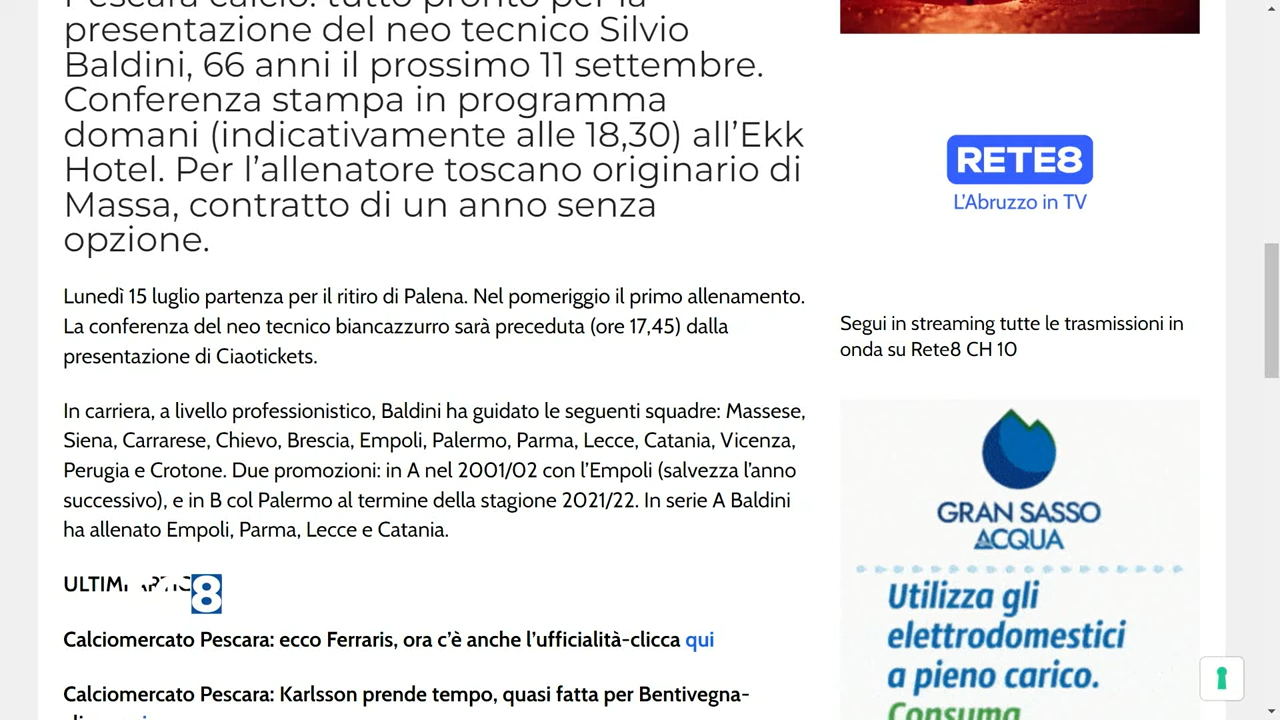 Pescara calcio: tutto pronto per la
presentazione del neo tecnico Silvio
Baldini, 66 anni il prossimo 11 settembre.
Conferenza stampa in programma
domani (indicativamente alle 18,30) all’Ekk
Hotel. Per l’allenatore toscano originario di
Massa, contratto di un anno senza
opzione.
Lunedì 15 luglio partenza per il ritiro di Palena. Nel pomeriggio il primo allenamento.
La conferenza del neo tecnico biancazzurro sarà preceduta (ore 17,45) dalla
presentazione di Ciaotickets.
In carriera, a livello professionistico, Baldini ha guidato le seguenti squadre: Massese,
Siena, Carrarese, Chievo, Brescia, Empoli, Palermo, Parma, Lecce, Catania, Vicenza,
Perugia e Crotone. Due promozioni: in A nel 2001/02 con l’Empoli (salvezza l’anno
successivo), e in B col Palermo al termine della stagione 2021/22. In serie A Baldini
ha allenato Empoli, Parma, Lecce e Catania.
8
Calciomercato Pescara: ecco Ferraris, ora c’è anche l’ufficialità-clicca qui
Calciomercato Pescara: Karlsson prende tempo, quasi fatta per Bentivegna-
RETE8
L’Abruzzo in TV
Segui in streaming tutte le trasmissioni in
onda su Rete8 CH 10
GRAN SASSO
ACQUA
Utilizza gli
elettrodomestici
a pieno carico.
Consuma